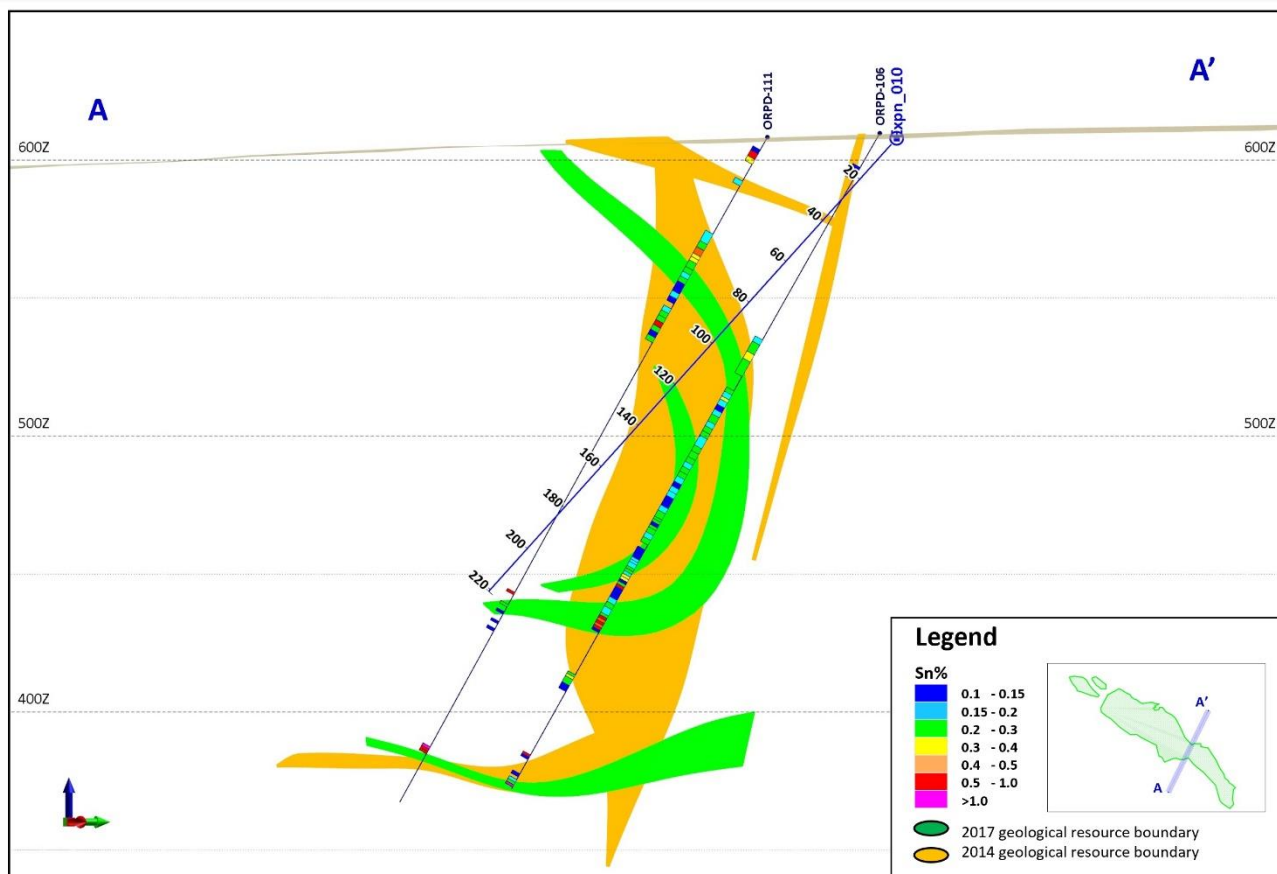 A
A'
ORPD-111
ORPD-106
Hxpn_010
600Z
600Z
20
40
60
80
100
120
500Z
500Z
140
160
180
200
220
400Z
Legend
Sn%
0.1 - 0.15
0.15 - 0.2
0.2 - 0.3
0.3 - 0.4
0.4 - 0.5
0.5 - 1.0
>1.0
A'
A
2017 geological resource boundary
2014 geological resource boundary